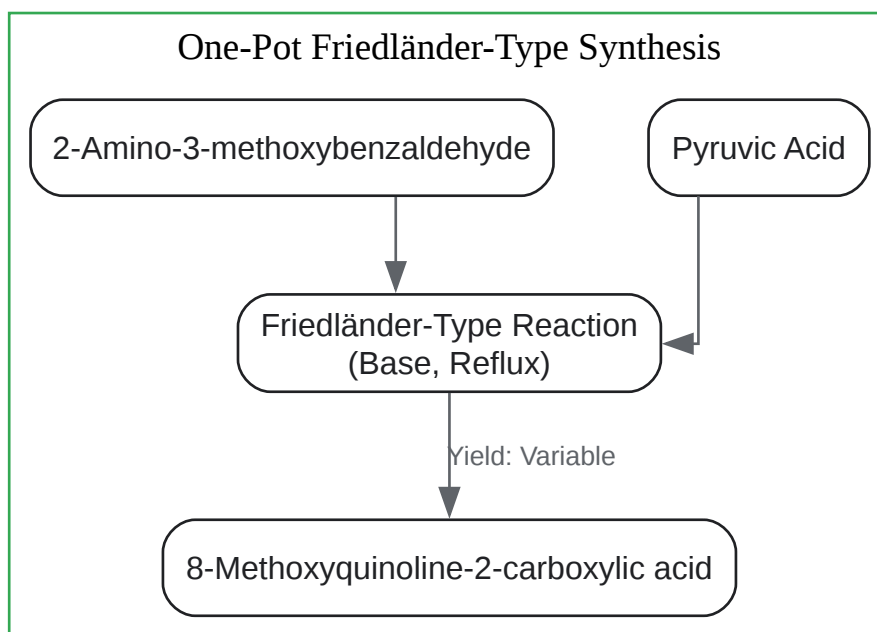 One-Pot Friedländer-Type Synthesis
2-Amino-3-methoxybenzaldehyde
Pyruvic Acid
Friedländer-Type Reaction
(Base, Reflux)
Yield: Variable
8-Methoxyquinoline-2-carboxylic acid